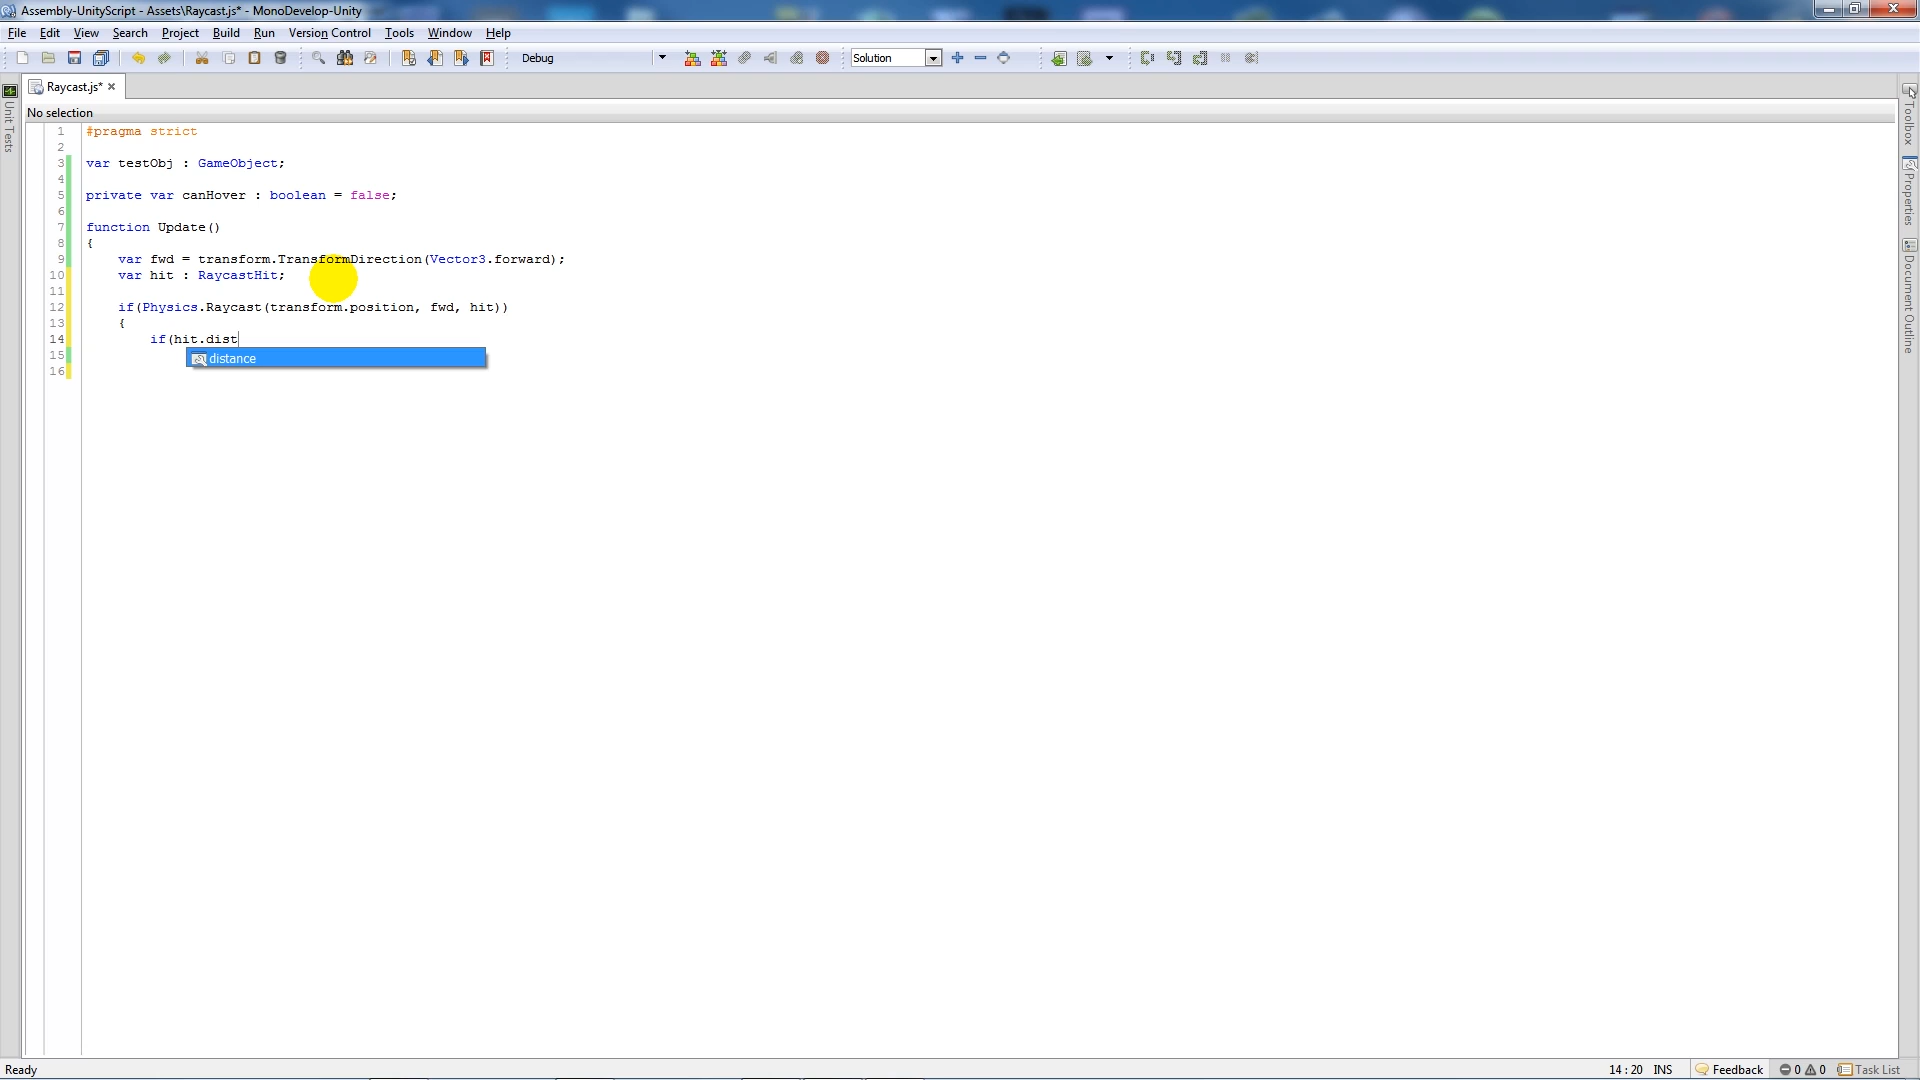 Assembly-UnityScript - Assets\Raycast.js* - MonoDevelop-Unity
File Edit View Search Project Build Run Version Control Tools Window Help
Debug Solution
Raycast.js*
No selection
1 #pragma strict
2
3 var testObj : GameObject;
4
5 private var canHover : boolean = false;
6
7 function Update()
8 {
9 var fwd = transform.TransformDirection(Vector3.forward);
10 var hit : RaycastHit;
11
12 if(Physics.Raycast(transform.position, fwd, hit))
13 {
14 if(hit.dist
15 distance
16
Unit Tests
Toolbox
Properties
Document Outline
Ready 14 : 20 INS Feedback 0 0 Task List